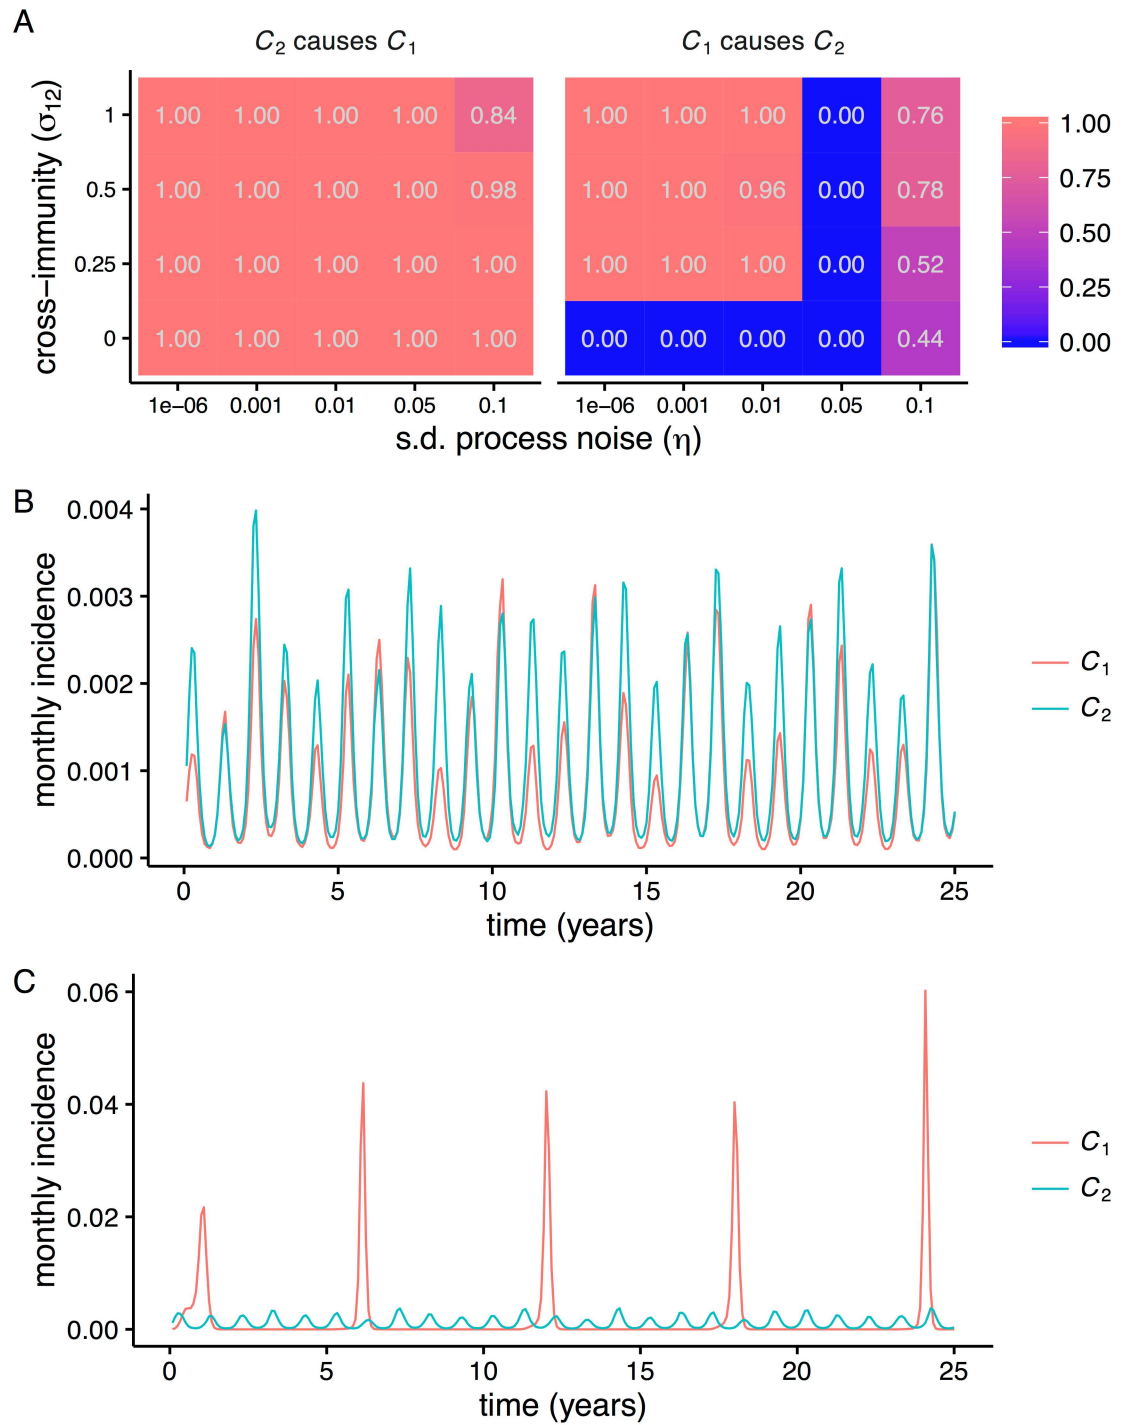 A
C2 causes C1
C1 causes C2
cross−immunity (σ12)
1
0.5
0.25
0
1.00 1.00 1.00 1.00 0.84
1.00 1.00 1.00 1.00 0.98
1.00 1.00 1.00 1.00 1.00
1.00 1.00 1.00 1.00 1.00
1.00 1.00 1.00 0.00 0.76
1.00 1.00 0.96 0.00 0.78
1.00 1.00 1.00 0.00 0.52
0.00 0.00 0.00 0.00 0.44
1.00
0.75
0.50
0.25
0.00
1e−06 0.001 0.01 0.05 0.1
1e−06 0.001 0.01 0.05 0.1
s.d. process noise (η)
B
monthly incidence
0.004
0.003
0.002
0.001
0.000
0 5 10 15 20 25
time (years)
C1
C2
C
monthly incidence
0.06
0.04
0.02
0.00
0 5 10 15 20 25
time (years)
C1
C2